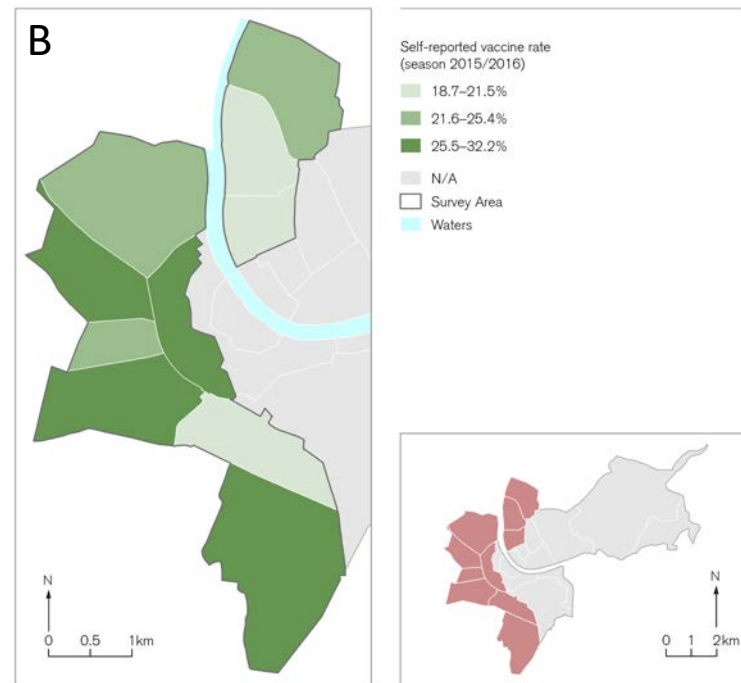 B
Self-reported vaccine rate
(season 2015/2016)
18.7–21.5%
21.6–25.4%
25.5–32.2%
N/A
Survey Area
Waters
N
0 0.5 1km
N
0 1 2km